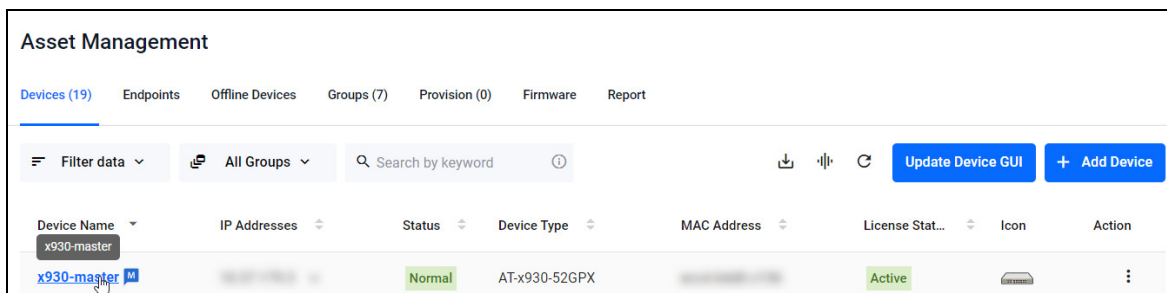 Asset Management
Devices (19) Endpoints Offline Devices Groups (7) Provision (0) Firmware Report
Filter data All Groups Search by keyword Update Device GUI + Add Device
Device Name IP Addresses Status Device Type MAC Address License Stat... Icon Action
x930-master
x930-master M Normal AT-x930-52GPX Active